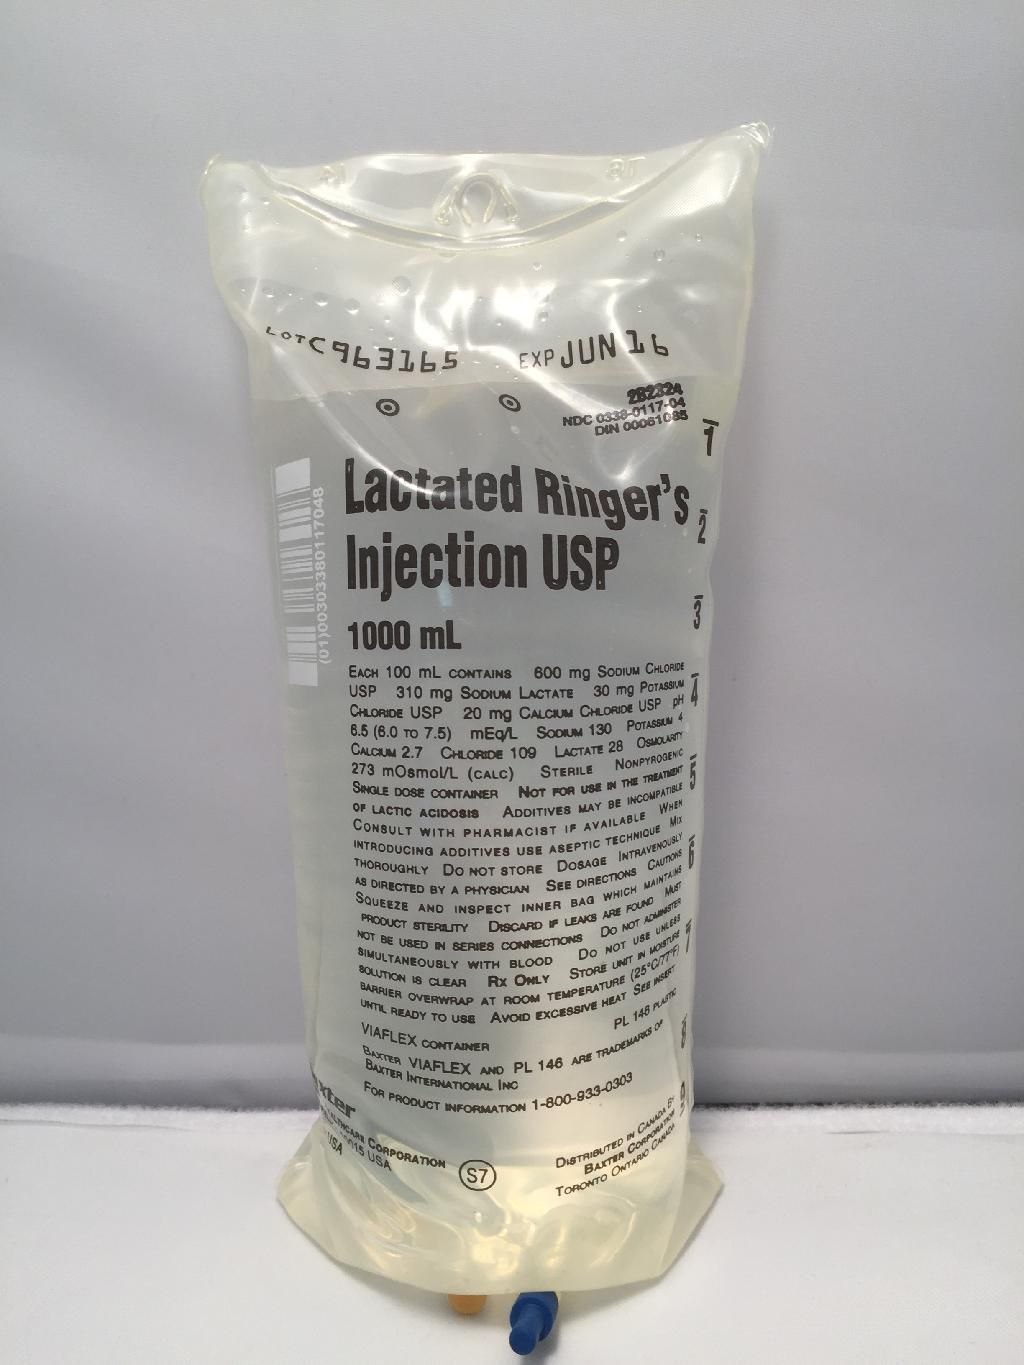 LOT C963165 EXP JUN 16
2B2324
NDC 0338-0117-04
DIN 00061085
Lactated Ringer's
Injection USP
1000 mL
EACH 100 mL CONTAINS 600 mg SODIUM CHLORIDE
USP 310 mg SODIUM LACTATE 30 mg POTASSIUM
CHLORIDE USP 20 mg CALCIUM CHLORIDE USP pH
6.5 (6.0 TO 7.5) mEq/L SODIUM 130 POTASSIUM 4
CALCIUM 2.7 CHLORIDE 109 LACTATE 28 OSMOLARITY
273 mOsmol/L (CALC) STERILE NONPYROGENIC
SINGLE DOSE CONTAINER NOT FOR USE IN THE TREATMENT
OF LACTIC ACIDOSIS ADDITIVES MAY BE INCOMPATIBLE
CONSULT WITH PHARMACIST IF AVAILABLE WHEN
INTRODUCING ADDITIVES USE ASEPTIC TECHNIQUE MIX
THOROUGHLY DO NOT STORE DOSAGE INTRAVENOUSLY
AS DIRECTED BY A PHYSICIAN SEE DIRECTIONS CAUTIONS
SQUEEZE AND INSPECT INNER BAG WHICH MAINTAINS
PRODUCT STERILITY DISCARD IF LEAKS ARE FOUND MUST
NOT BE USED IN SERIES CONNECTIONS DO NOT ADMINISTER
SIMULTANEOUSLY WITH BLOOD DO NOT USE UNLESS
SOLUTION IS CLEAR RX ONLY STORE UNIT IN MOISTURE
BARRIER OVERWRAP AT ROOM TEMPERATURE (25°C/77°F)
UNTIL READY TO USE AVOID EXCESSIVE HEAT SEE INSERT
VIAFLEX CONTAINER PL 146 PLASTIC
BAXTER VIAFLEX AND PL 146 ARE TRADEMARKS OF
BAXTER INTERNATIONAL INC
FOR PRODUCT INFORMATION 1-800-933-0303
CORPORATION
USA
USA
S7
DISTRIBUTED IN CANADA BY
BAXTER CORPORATION
TORONTO ONTARIO CANADA
(01)00303380117048
1
2
3
4
5
6
7
8
9